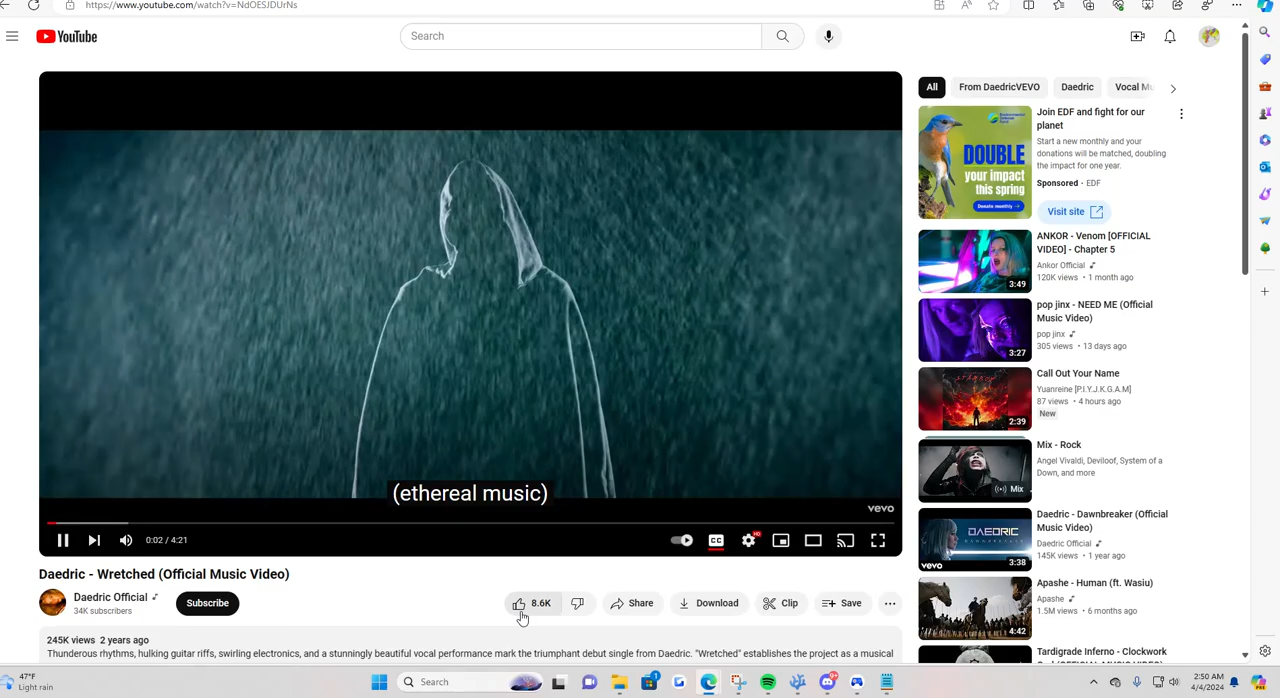 https://www.youtube.com/watch?v=NdOESJDUrNs
YouTube
Search
All
From DaedricVEVO
Daedric
Vocal Mu
DOUBLE
your impact
this spring
Donate monthly →
Join EDF and fight for our
planet
Start a new monthly and your
donations will be matched, doubling
the impact for one year.
Sponsored · EDF
Visit site
3:49
ANKOR - Venom [OFFICIAL
VIDEO] - Chapter 5
Ankor Official
120K views • 1 month ago
3:27
pop jinx - NEED ME (Official
Music Video)
pop jinx
305 views • 13 days ago
2:39
Call Out Your Name
Yuanreine [P.I.Y.J.K.G.A.M]
87 views • 4 hours ago
New
Mix
Mix - Rock
Angel Vivaldi, Deviloof, System of a
Down, and more
DAEDRIC
DAWNBREAKER
vevo
3:38
Daedric - Dawnbreaker (Official
Music Video)
Daedric Official
145K views • 1 year ago
4:42
Apashe - Human (ft. Wasiu)
Apashe
1.5M views • 6 months ago
Tardigrade Inferno - Clockwork
(ethereal music)
vevo
0:02 / 4:21
CC
HD
Daedric - Wretched (Official Music Video)
Daedric Official
34K subscribers
Subscribe
8.6K
Share
Download
Clip
Save
245K views 2 years ago
Thunderous rhythms, hulking guitar riffs, swirling electronics, and a stunningly beautiful vocal performance mark the triumphant debut single from Daedric. "Wretched" establishes the project as a musical
47°F
Light rain
Search
2:50 AM
4/4/2024